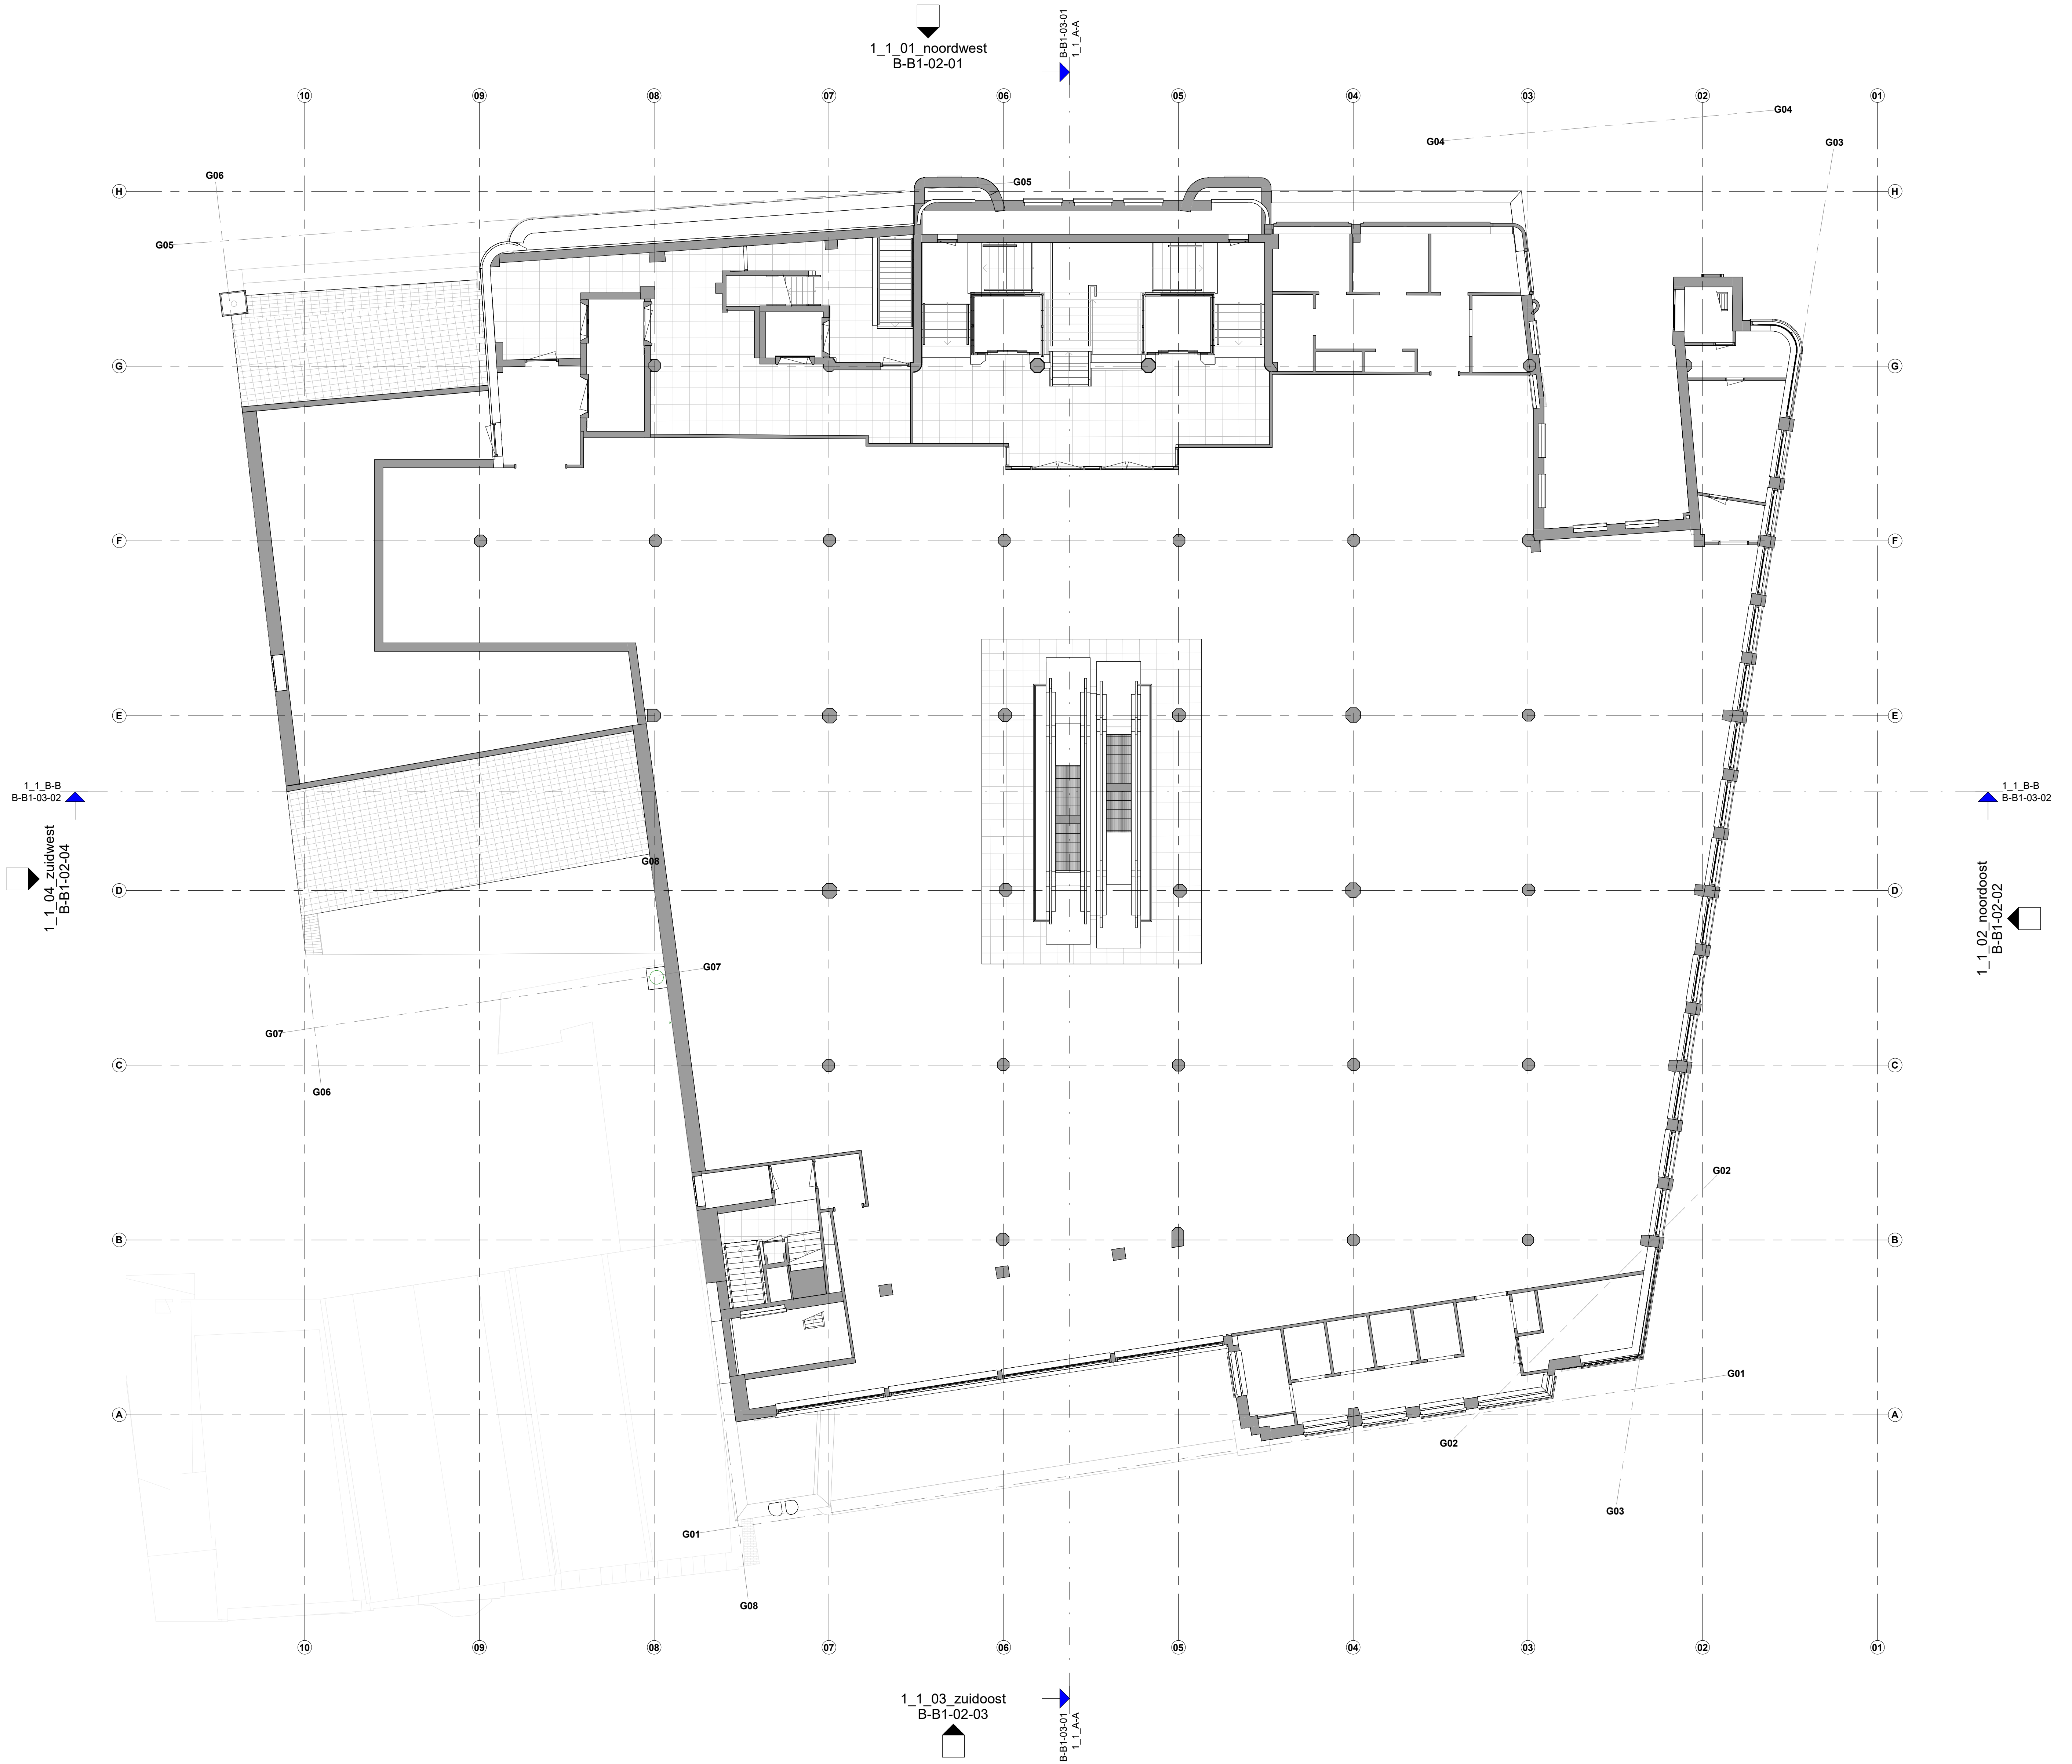 1_1_01_noordwest
B-B1-02-01
B-B1-03-01
1_1_A-A
10
09
08
07
06
05
04
03
02
01
G04
G04
G03
G06
G05
H
H
G05
G
G
F
F
E
E
1_1_B-B
B-B1-03-02
1_1_B-B
B-B1-03-02
1_1_04_zuidwest
B-B1-02-04
G08
D
D
1_1_02_noordoost
B-B1-02-02
G07
G07
C
C
G06
G02
B
B
G01
A
A
G02
G03
G01
G08
10
09
08
07
06
05
04
03
02
01
1_1_03_zuidoost
B-B1-02-03
B-B1-03-01
1_1_A-A